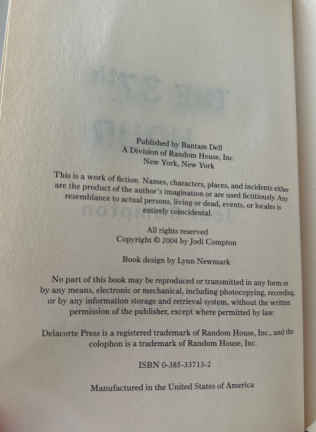 Published by Bantam Dell
A Division of Random House, Inc.
New York, New York
This is a work of fiction. Names, characters, places, and incidents either
are the product of the author's imagination or are used fictitiously. Any
resemblance to actual persons, living or dead, events, or locales is
entirely coincidental.
All rights reserved
Copyright © 2004 by Jodi Compton
Book design by Lynn Newmark
No part of this book may be reproduced or transmitted in any form or
by any means, electronic or mechanical, including photocopying, recording,
or by any information storage and retrieval system, without the written
permission of the publisher, except where permitted by law.
Delacorte Press is a registered trademark of Random House, Inc., and the
colophon is a trademark of Random House, Inc.
ISBN 0-385-33713-2
Manufactured in the United States of America